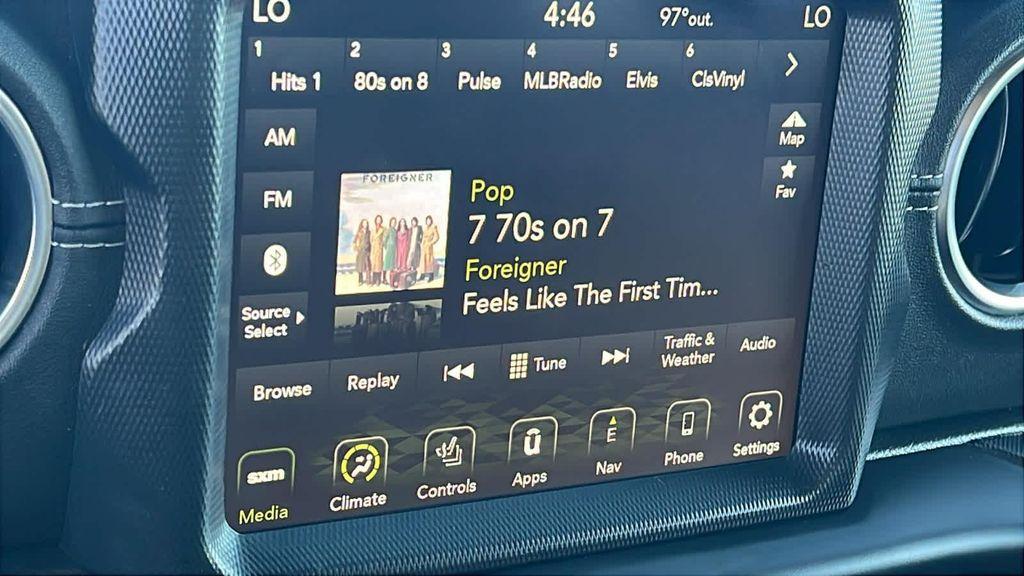 LO 4:46 97°out. LO
1 2 3 4 5 6
Hits 1 80s on 8 Pulse MLBRadio Elvis ClsVinyl
AM
Map
FM
Fav
FOREIGNER
Pop
7 70s on 7
Foreigner
Feels Like The First Tim...
Source
Select
Browse Replay Tune Traffic &
Weather
Audio
sxm
Media
Climate
Controls
U
Apps
E
Nav
Phone
Settings